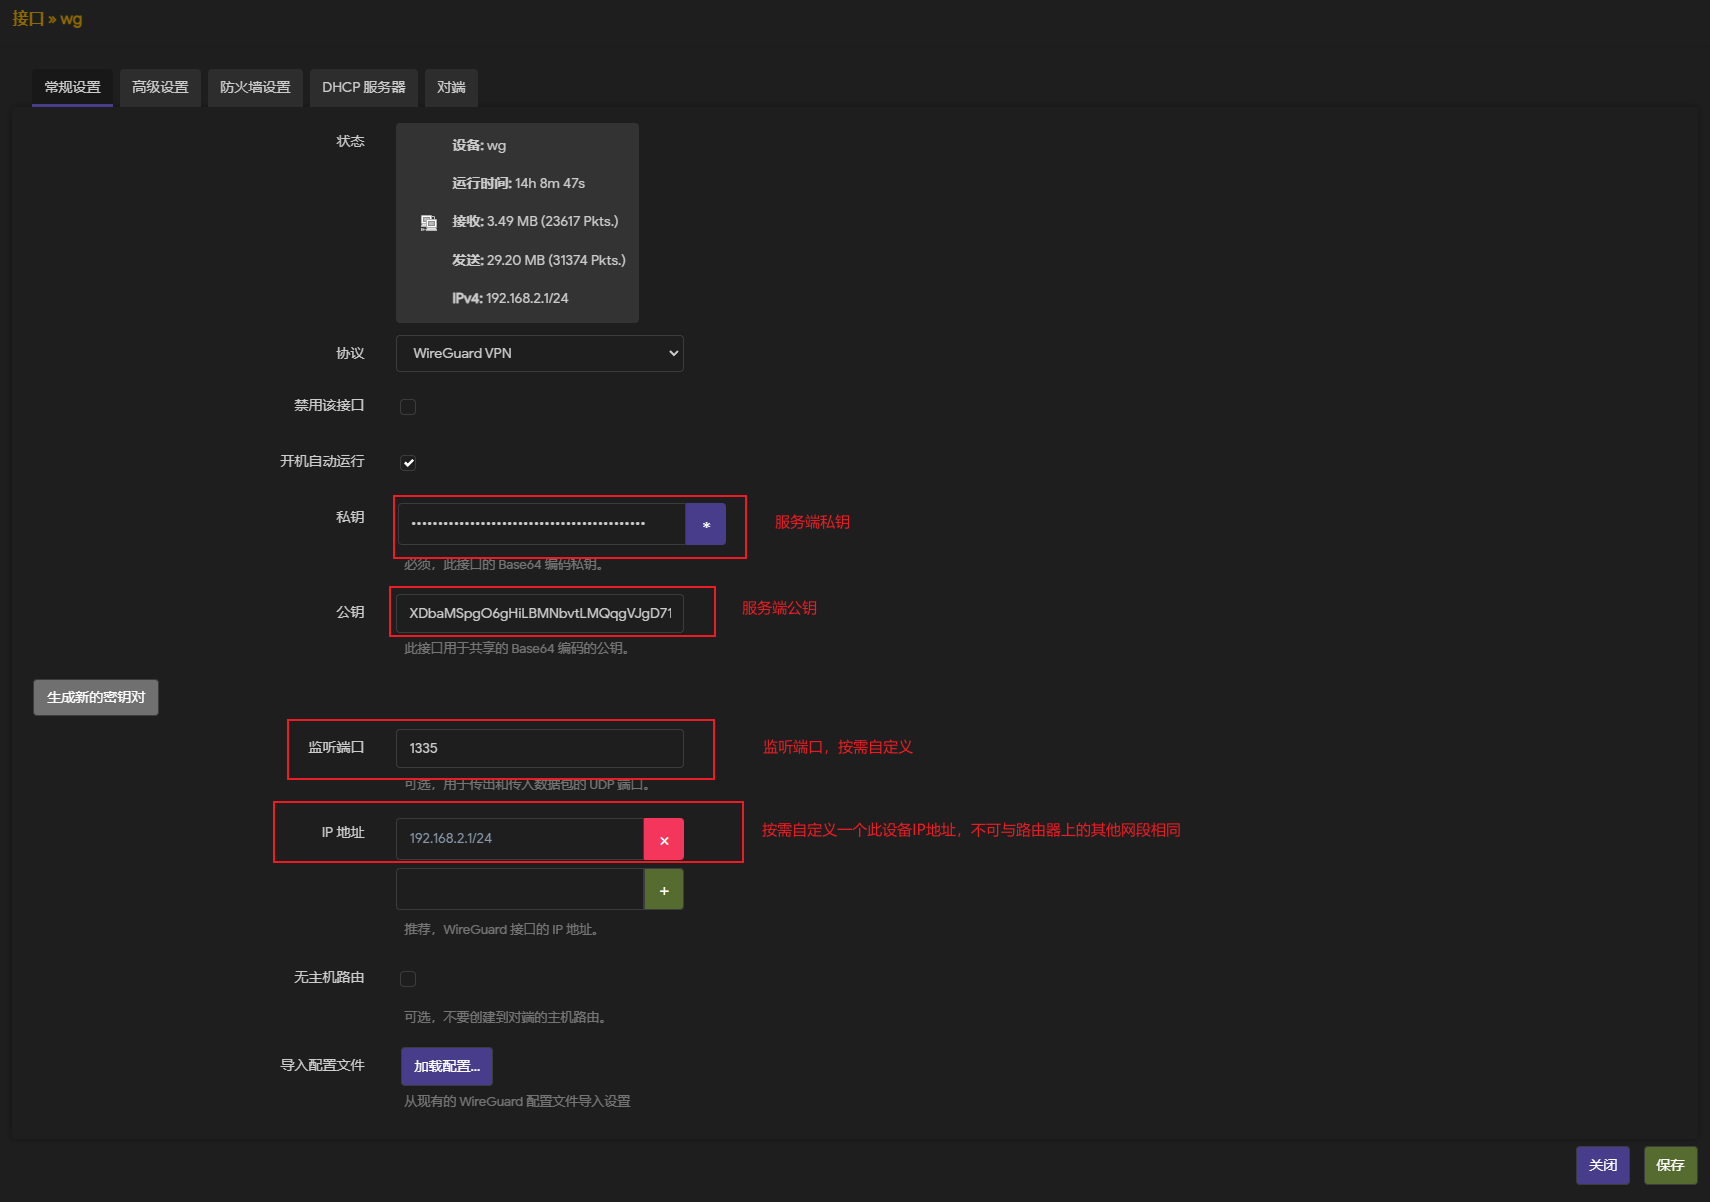 接口 » wg
常规设置 高级设置 防火墙设置 DHCP 服务器 对端
状态
设备: wg
运行时间: 14h 8m 47s
接收: 3.49 MB (23617 Pkts.)
发送: 29.20 MB (31374 Pkts.)
IPv4: 192.168.2.1/24
协议 WireGuard VPN
禁用该接口
开机自动运行
私钥 ••••••••••••••••••••••••••••••••••••••••••• * 服务端私钥
必须，此接口的 Base64 编码私钥。
公钥 XDbaMSpgO6gHiLBMNbvtLMQqgVJgD71 服务端公钥
此接口用于共享的 Base64 编码的公钥。
生成新的密钥对
监听端口 1335 监听端口，按需自定义
可选，用于传出和传入数据包的 UDP 端口。
IP 地址 192.168.2.1/24 × 按需自定义一个此设备IP地址，不可与路由器上的其他网段相同
+
推荐，WireGuard 接口的 IP 地址。
无主机路由
可选，不要创建到对端的主机路由。
导入配置文件 加载配置...
从现有的 WireGuard 配置文件导入设置
关闭 保存